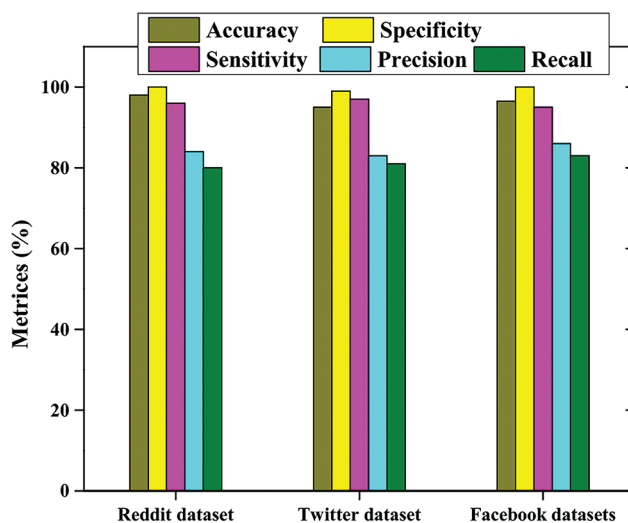 Accuracy Specificity
Sensitivity Precision Recall
Metrices (%)
100
80
60
40
20
0
Reddit dataset Twitter dataset Facebook datasets